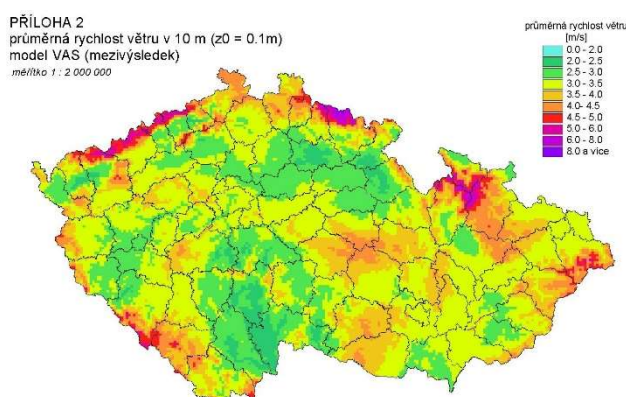 PŘÍLOHA 2
průměrná rychlost větru v 10 m (z0 = 0.1m)
model VAS (mezivýsledek)
měřítko 1 : 2 000 000
průměrná rychlost větru
[m/s]
0.0 - 2.0
2.0 - 2.5
2.5 - 3.0
3.0 - 3.5
3.5 - 4.0
4.0- 4.5
4.5 - 5.0
5.0 - 6.0
6.0 - 8.0
8.0 a vice